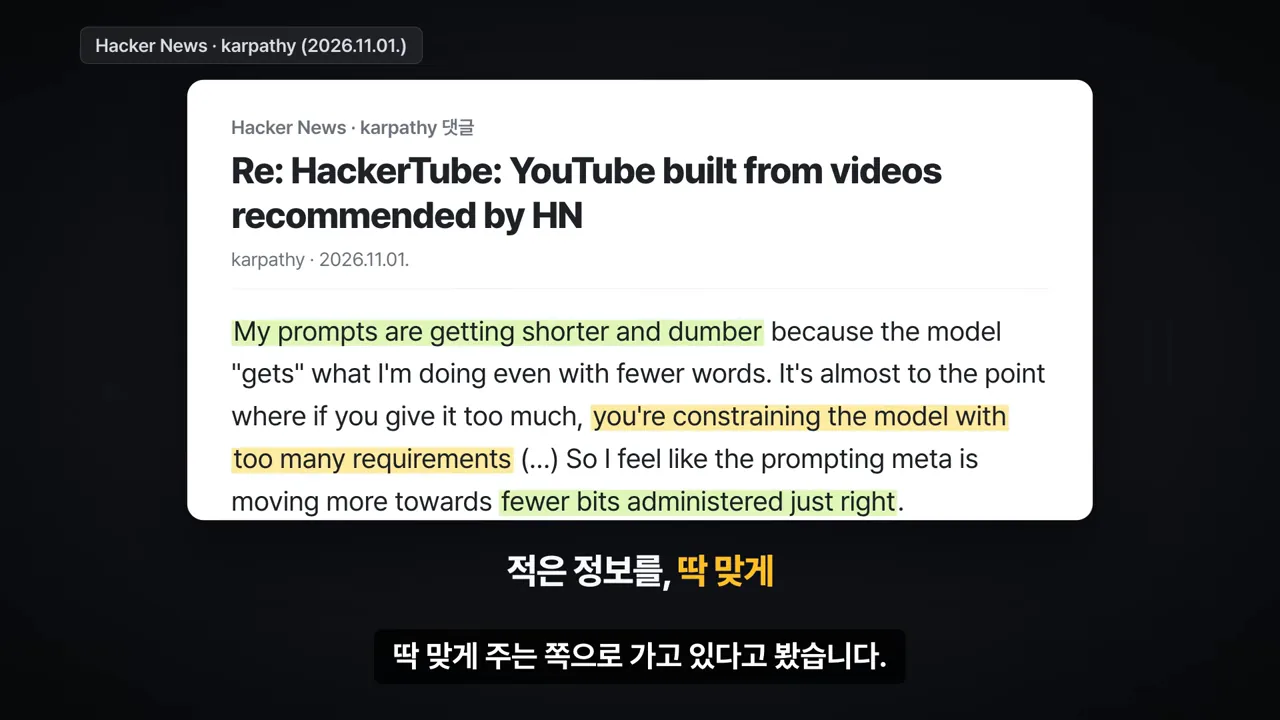 Hacker News · karpathy (2026.11.01.)
Hacker News · karpathy 댓글
Re: HackerTube: YouTube built from videos
recommended by HN
karpathy · 2026.11.01.
My prompts are getting shorter and dumber because the model
"gets" what I'm doing even with fewer words. It's almost to the point
where if you give it too much, you're constraining the model with
too many requirements (...) So I feel like the prompting meta is
moving more towards fewer bits administered just right.
적은 정보를, 딱 맞게
딱 맞게 주는 쪽으로 가고 있다고 봤습니다.